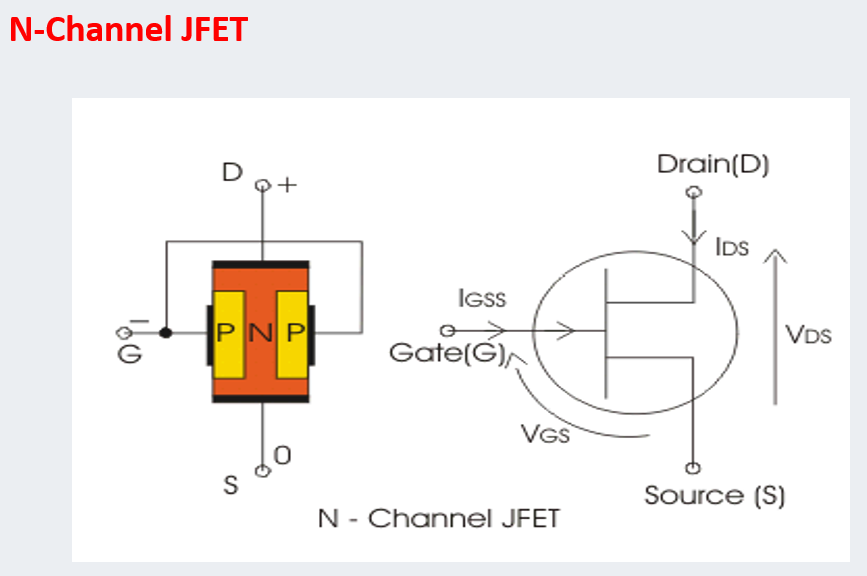 N-Channel JFET
D
+
–
G
P N P
S
0
Drain(D)
IDS
IGSS
Gate(G)
VDS
VGS
Source (S)
N - Channel JFET